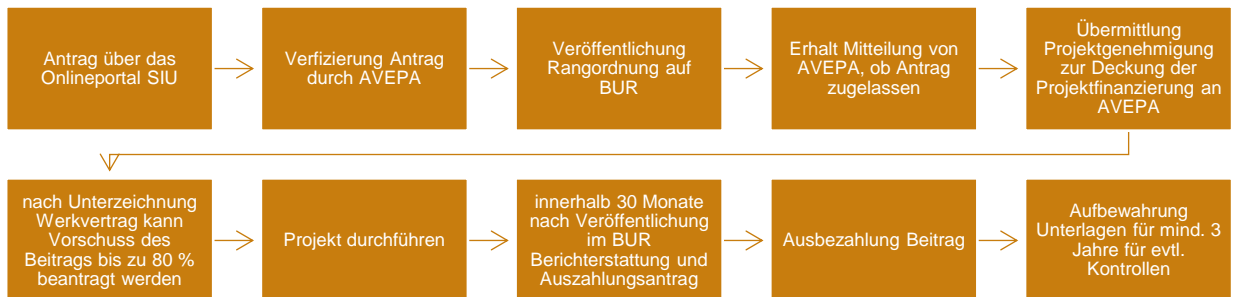 Antrag über das
Onlineportal SIU
Verfizierung Antrag
durch AVEPA
Veröffentlichung
Rangordnung auf
BUR
Erhalt Mitteilung von
AVEPA, ob Antrag
zugelassen
Übermittlung
Projektgenehmigung
zur Deckung der
Projektfinanzierung an
AVEPA
nach Unterzeichnung
Werkvertrag kann
Vorschuss des
Beitrags bis zu 80 %
beantragt werden
Projekt durchführen
innerhalb 30 Monate
nach Veröffentlichung
im BUR
Berichterstattung und
Auszahlungsantrag
Ausbezahlung Beitrag
Aufbewahrung
Unterlagen für mind. 3
Jahre für evtl.
Kontrollen